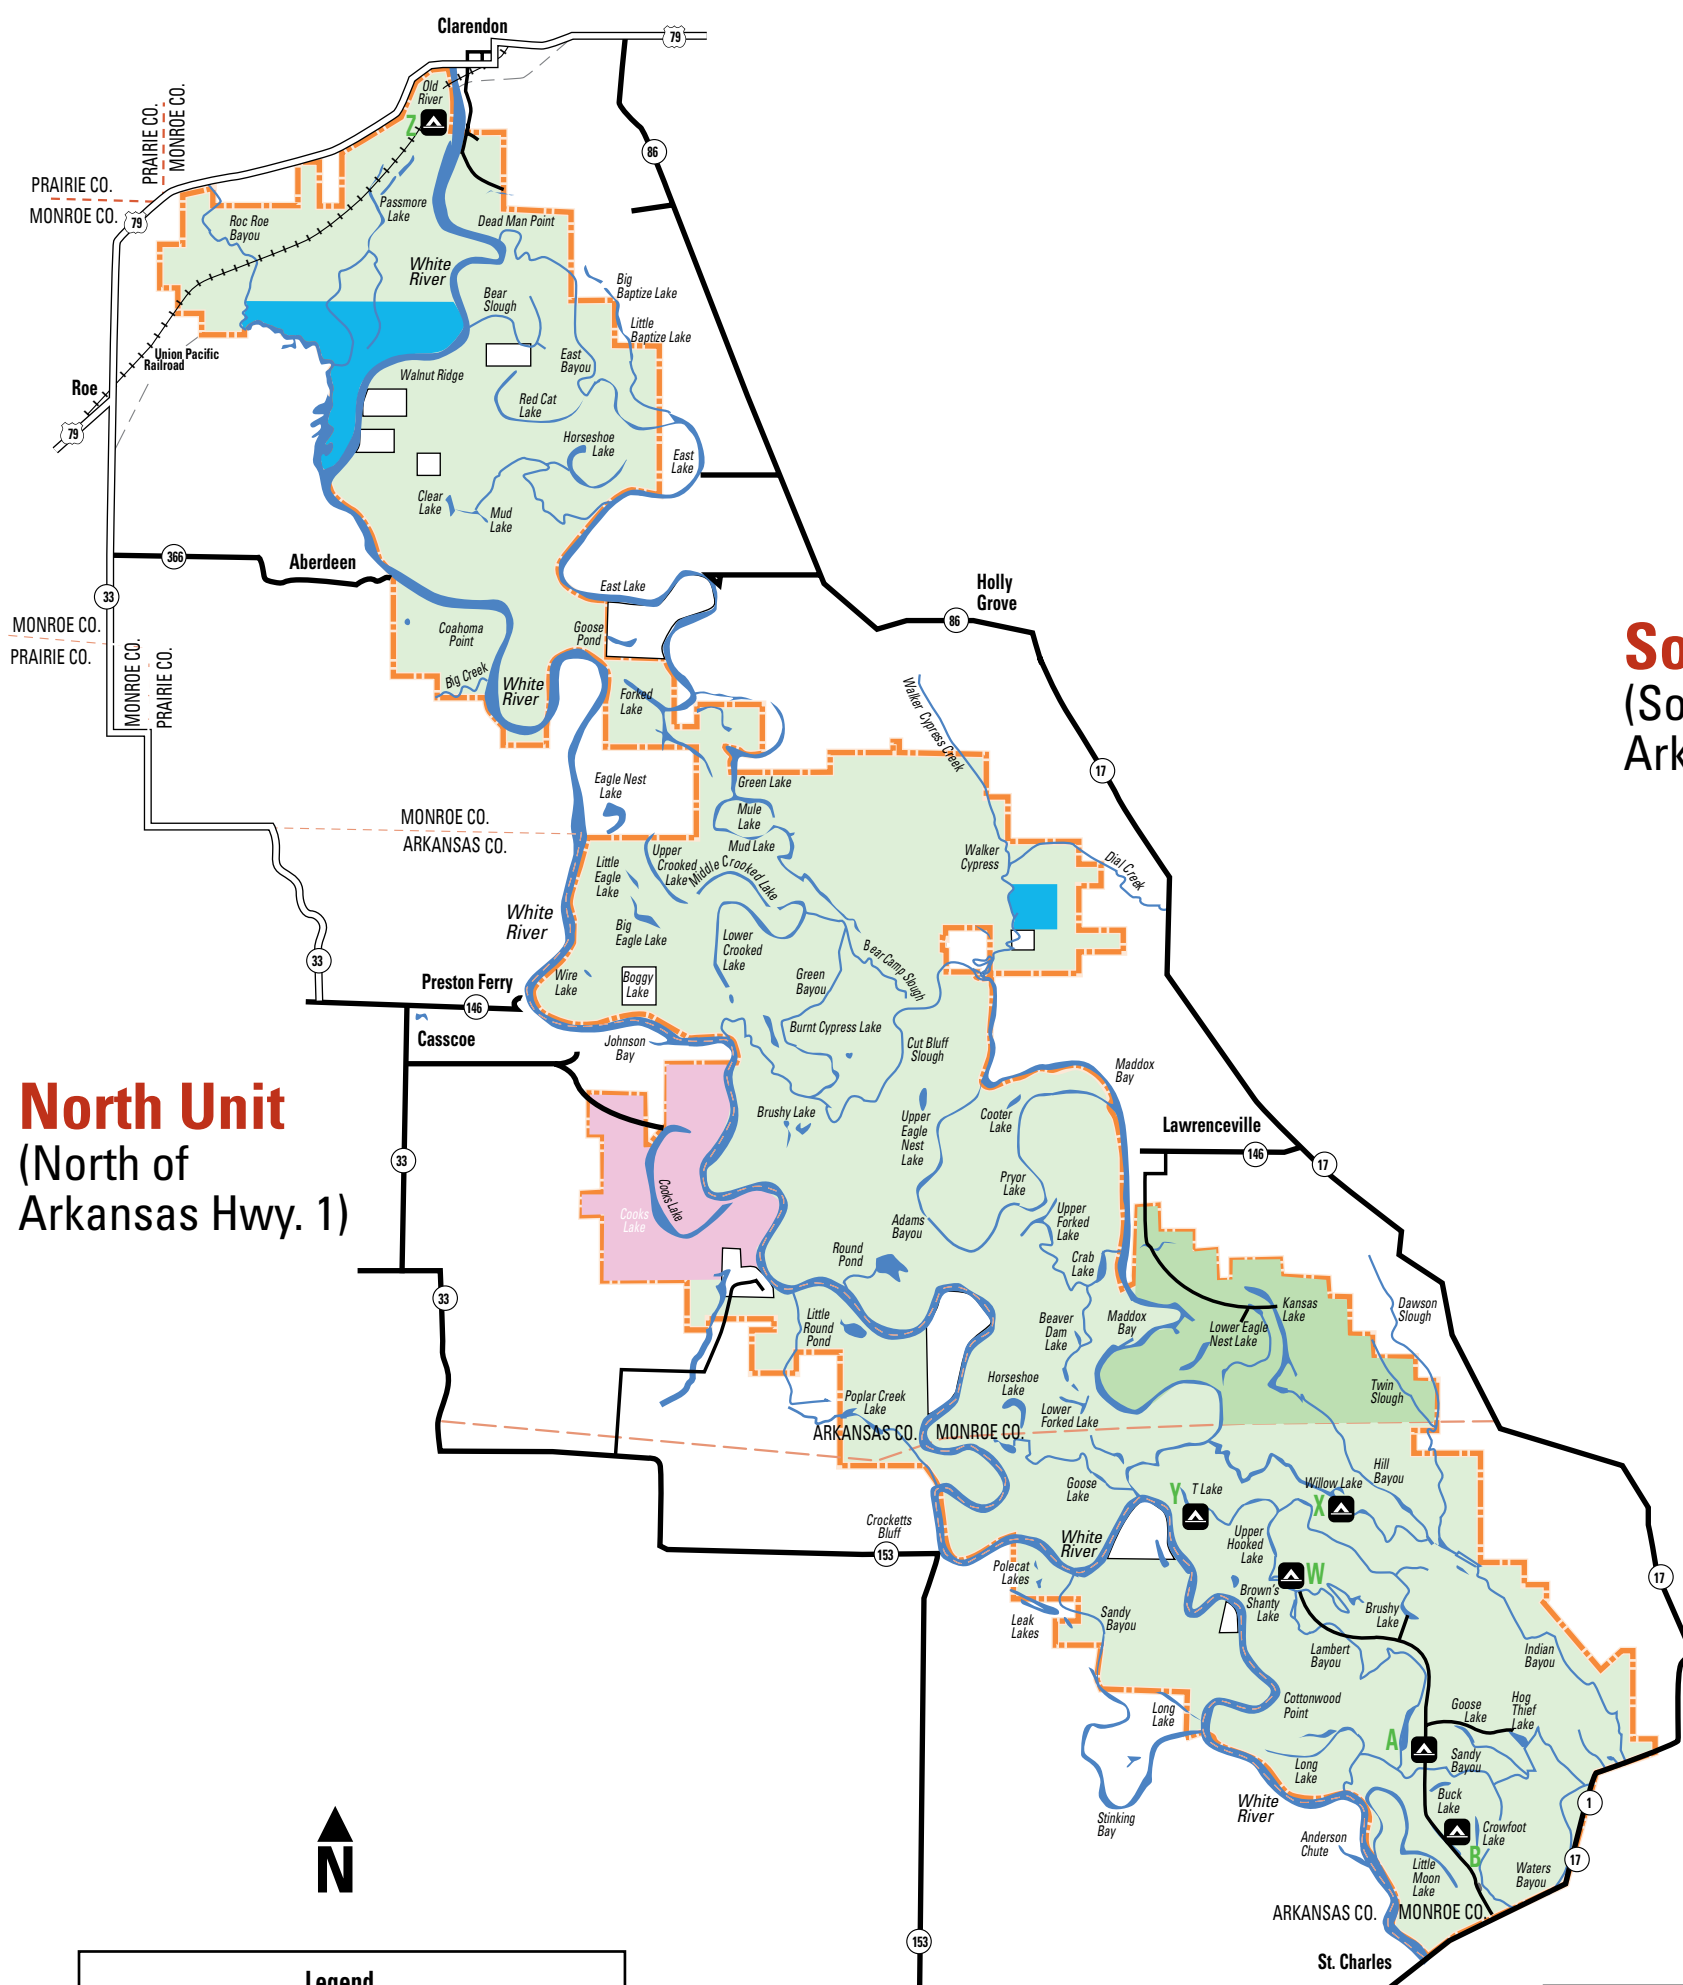 Clarendon
79
Old
River
Z
PRAIRIE CO.
MONROE CO.
86
PRAIRIE CO.
MONROE CO.
79
Passmore
Lake
Roc Roe
Bayou
Dead Man Point
White
River
Big
Baptize Lake
Bear
Slough
Little
Baptize Lake
Union Pacific
Railroad
East
Bayou
Walnut Ridge
Roe
Red Cat
Lake
79
Horseshoe
Lake
East
Lake
Clear
Lake
Mud
Lake
366
Aberdeen
East Lake
Holly
Grove
33
86
MONROE CO.
PRAIRIE CO.
Coahoma
Point
Goose
Pond
So
(So
Ark
MONROE CO.
PRAIRIE CO.
Big Creek
White
River
Forked
Lake
Walker Cypress Creek
17
Eagle Nest
Lake
Green Lake
MONROE CO.
ARKANSAS CO.
Mule
Lake
Mud Lake
Upper
Crooked
Lake
Middle Crooked Lake
Little
Eagle
Lake
Walker
Cypress
Dial Creek
White
River
Big
Eagle Lake
Lower
Crooked
Lake
Bear Camp Slough
33
Wire
Lake
Boggy
Lake
Green
Bayou
Preston Ferry
146
Casscoe
Johnson
Bay
Burnt Cypress Lake
Cut Bluff
Slough
Maddox
Bay
North Unit
(North of
Arkansas Hwy. 1)
Brushy Lake
Upper
Eagle
Nest
Lake
Cooter
Lake
Lawrenceville
146
17
33
Cooks Lake
Cooks
Lake
Pryor
Lake
Adams
Bayou
Upper
Forked
Lake
Round
Pond
Crab
Lake
33
Little
Round
Pond
Beaver
Dam
Lake
Maddox
Bay
Kansas
Lake
Lower Eagle
Nest Lake
Dawson
Slough
Horseshoe
Lake
Twin
Slough
Poplar Creek
Lake
Lower
Forked Lake
ARKANSAS CO.
MONROE CO.
Hill
Bayou
Goose
Lake
Y
T Lake
Willow Lake
X
Crocketts
Bluff
153
White
River
Upper
Hooked
Lake
Polecat
Lakes
W
17
Brown's
Shanty
Lake
Leak
Lakes
Sandy
Bayou
Brushy
Lake
Lambert
Bayou
Indian
Bayou
Long
Lake
Cottonwood
Point
Goose
Lake
Hog
Thief
Lake
A
Sandy
Bayou
Long
Lake
White
River
Buck
Lake
1
Stinking
Bay
Anderson
Chute
Crowfoot
Lake
B
17
Little
Moon
Lake
Waters
Bayou
N
ARKANSAS CO.
MONROE CO.
153
St. Charles
Legend